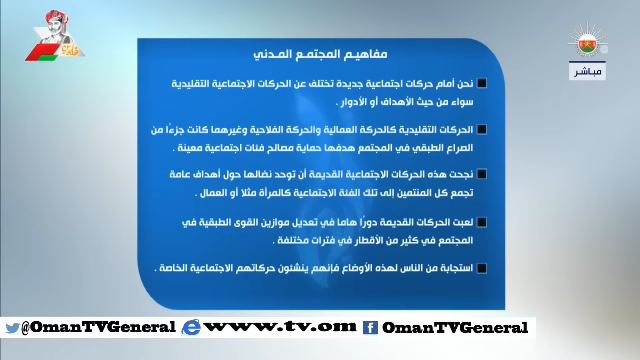 مفاهيم المجتمع المدني
مباشر
نحن أمام حركات اجتماعية جديدة تختلف عن الحركات الاجتماعية التقليدية
سواء من حيث الأهداف أو الأدوار .
الحركات التقليدية كالحركة العمالية والحركة الفلاحية وغيرهما كانت جزءًا من
الصراع الطبقي في المجتمع هدفها حماية مصالح فئات اجتماعية معينة .
نجحت هذه الحركات الاجتماعية القديمة أن توحد نضالها حول أهداف عامة
تجمع كل المنتمين إلى تلك الفئة الاجتماعية كالمرأة مثلا أو العمال .
لعبت الحركات القديمة دورًا هاما في تعديل موازين القوى الطبقية في
المجتمع في كثير من الأقطار في فترات مختلفة .
استجابة من الناس لهذه الأوضاع فإنهم ينشئون حركاتهم الاجتماعية الخاصة .
@OmanTVGeneral www.tv.om OmanTVGeneral